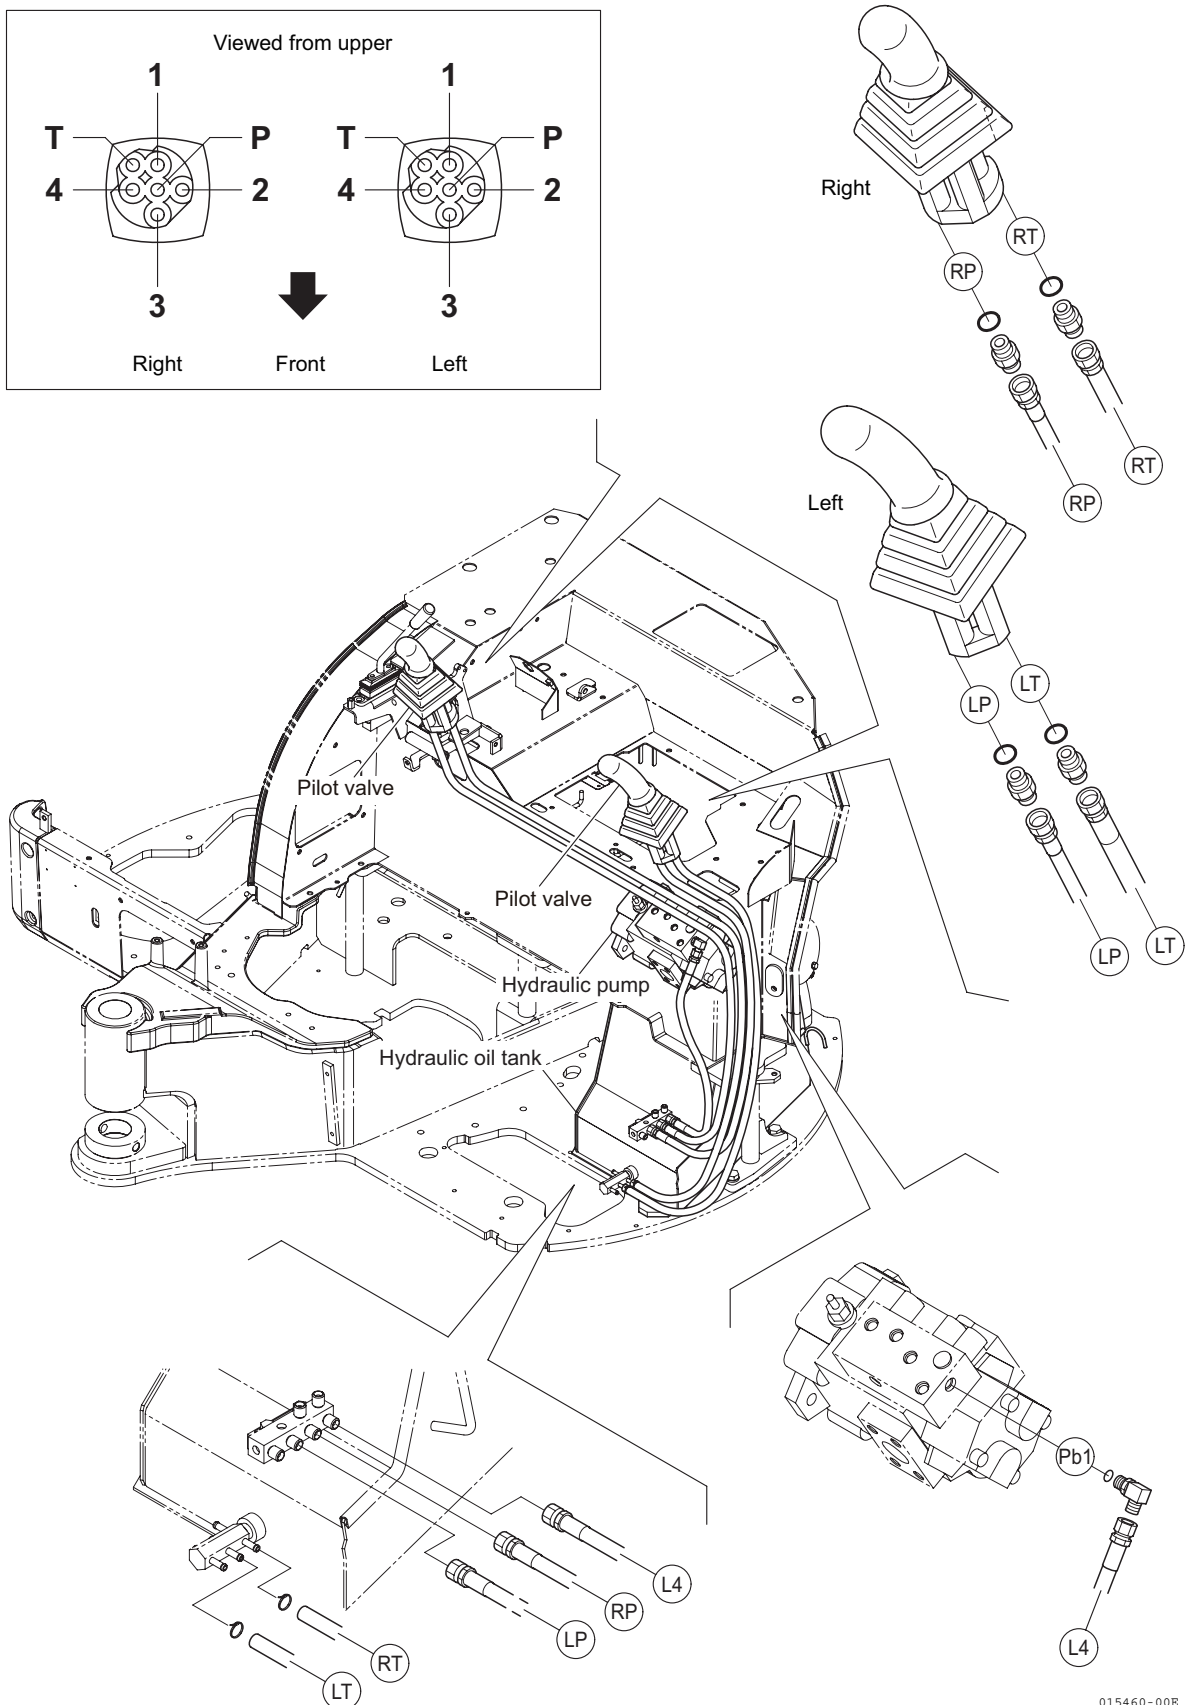 Viewed from upper
1 1
T P T P
4 2 4 2
3 3
Right Front Left
Right
RT
RP
RT
RP
Left
LT
LP
LT
LP
Pilot valve
Pilot valve
Hydraulic pump
Hydraulic oil tank
Pb1
L4
L4
RP
LP
RT
LT
015460-00E